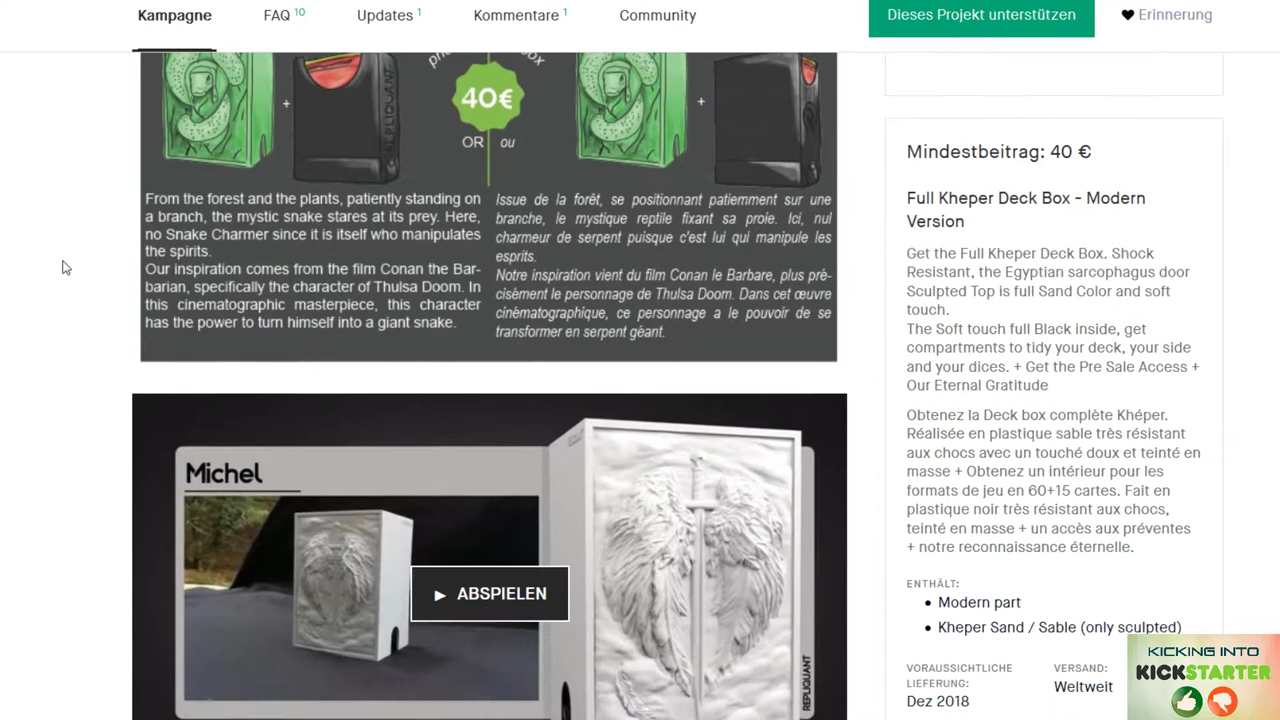 Kampagne
FAQ 10
Updates 1
Kommentare 1
Community
Dieses Projekt unterstützen
Erinnerung
+
REPLIQUANT
40€
OR ou
+
From the forest and the plants, patiently standing on
a branch, the mystic snake stares at its prey. Here,
no Snake Charmer since it is itself who manipulates
the spirits.
Our inspiration comes from the film Conan the Bar-
barian, specifically the character of Thulsa Doom. In
this cinematographic masterpiece, this character
has the power to turn himself into a giant snake.
Issue de la forêt, se positionnant patiemment sur une
branche, le mystique reptile fixant sa proie. Ici, nul
charmeur de serpent puisque c'est lui qui manipule les
esprits.
Notre inspiration vient du film Conan le Barbare, plus pré-
cisèment le personnage de Thulsa Doom. Dans cet œuvre
cinématographique, ce personnage a le pouvoir de se
transformer en serpent géant.
Michel
ABSPIELEN
REPLIQUANT
Mindestbeitrag: 40 €
Full Kheper Deck Box - Modern
Version
Get the Full Kheper Deck Box. Shock
Resistant, the Egyptian sarcophagus door
Sculpted Top is full Sand Color and soft
touch.
The Soft touch full Black inside, get
compartments to tidy your deck, your side
and your dices. + Get the Pre Sale Access +
Our Eternal Gratitude
Obtenez la Deck box complète Khéper.
Réalisée en plastique sable très résistant
aux chocs avec un touché doux et teinté en
masse + Obtenez un intérieur pour les
formats de jeu en 60+15 cartes. Fait en
plastique noir très résistant aux chocs,
teinté en masse + un accès aux préventes
+ notre reconnaissance éternelle.
ENTHÄLT:
• Modern part
• Kheper Sand / Sable (only sculpted)
VORAUSSICHTLICHE
LIEFERUNG:
Dez 2018
VERSAND:
Weltweit
KICKING INTO
KICKSTARTER